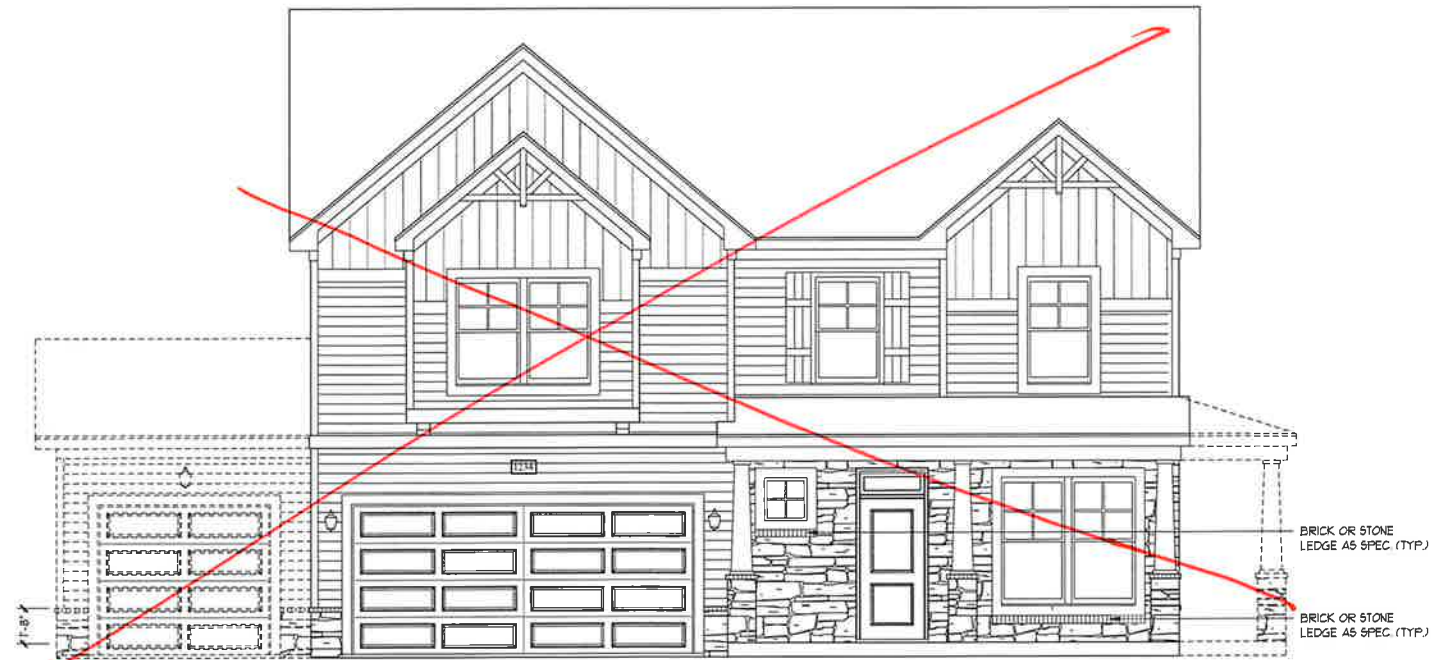 1234
BRICK OR STONE
LEDGE AS SPEC. (TYP.)
1'-8"
BRICK OR STONE
LEDGE AS SPEC. (TYP.)